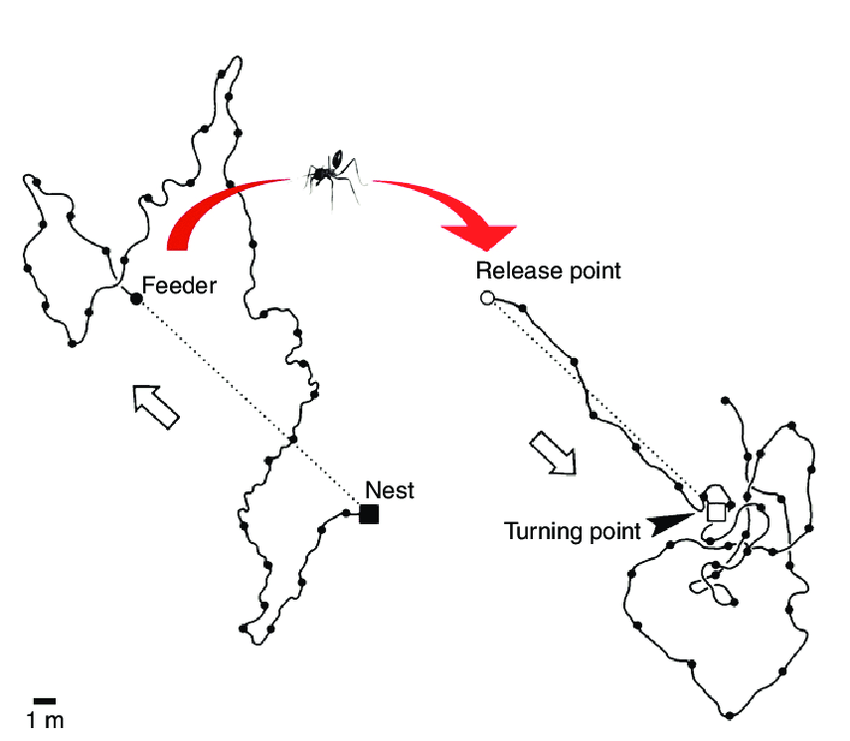 Feeder
Release point
Nest
Turning point
1 m